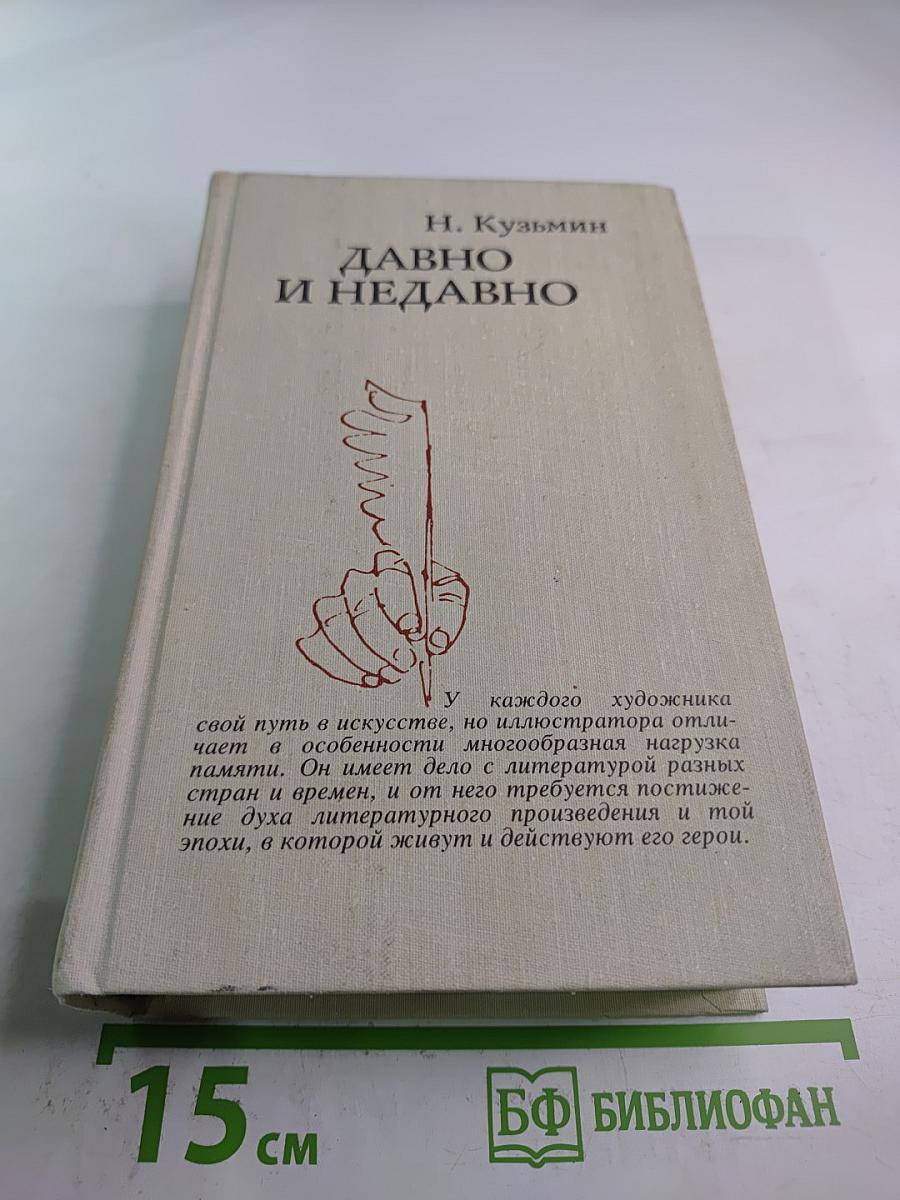 Н. Кузьмин
ДАВНО
И НЕДАВНО
У каждого художника
свой путь в искусстве, но иллюстратора отли-
чает в особенности многообразная нагрузка
памяти. Он имеет дело с литературой разных
стран и времен, и от него требуется постиже-
ние духа литературного произведения и той
эпохи, в которой живут и действуют его герои.
15 см
БФ БИБЛИОФАН